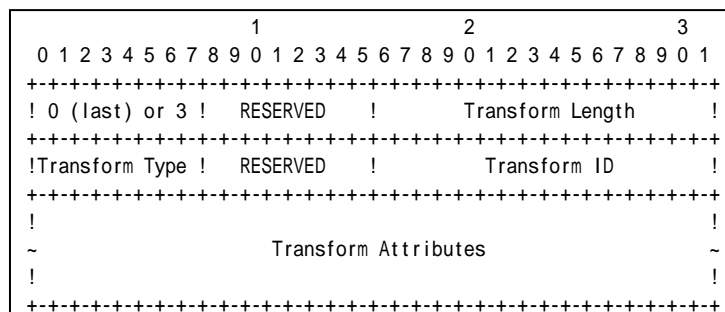 1 2 3
0 1 2 3 4 5 6 7 8 9 0 1 2 3 4 5 6 7 8 9 0 1 2 3 4 5 6 7 8 9 0 1
+-+-+-+-+-+-+-+-+-+-+-+-+-+-+-+-+-+-+-+-+-+-+-+-+-+-+-+-+-+-+-+-+
! 0 (last) or 3 ! RESERVED ! Transform Length !
+-+-+-+-+-+-+-+-+-+-+-+-+-+-+-+-+-+-+-+-+-+-+-+-+-+-+-+-+-+-+-+-+
!Transform Type ! RESERVED ! Transform ID !
+-+-+-+-+-+-+-+-+-+-+-+-+-+-+-+-+-+-+-+-+-+-+-+-+-+-+-+-+-+-+-+-+
! !
~ Transform Attributes ~
! !
+-+-+-+-+-+-+-+-+-+-+-+-+-+-+-+-+-+-+-+-+-+-+-+-+-+-+-+-+-+-+-+-+